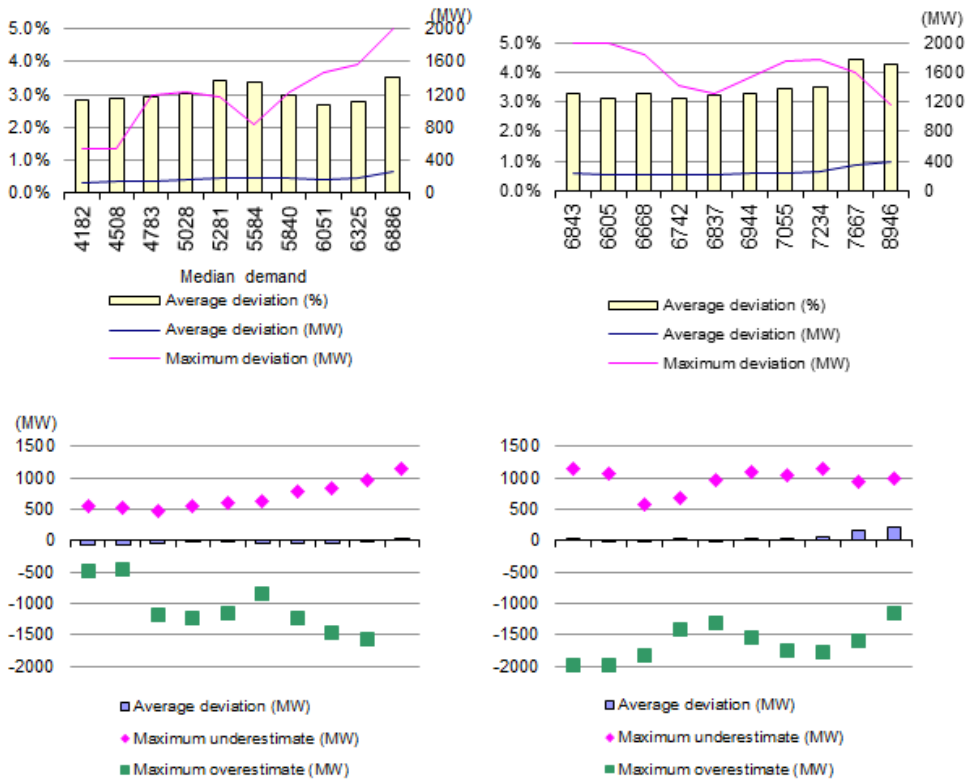 (MW)
5.0% 2000
4.0% 1600
3.0% 1200
2.0% 800
1.0% 400
0.0% 0
4182 4508 4783 5028 5281 5584 5840 6051 6325 6886
Median demand
Average deviation (%)
Average deviation (MW)
Maximum deviation (MW)
(MW)
5.0% 2000
4.0% 1600
3.0% 1200
2.0% 800
1.0% 400
0.0% 0
6843 6605 6668 6742 6837 6944 7055 7234 7667 8946
Average deviation (%)
Average deviation (MW)
Maximum deviation (MW)
(MW)
1500
1000
500
0
-500
-1000
-1500
-2000
Average deviation (MW)
Maximum underestimate (MW)
Maximum overestimate (MW)
1500
1000
500
0
-500
-1000
-1500
-2000
Average deviation (MW)
Maximum underestimate (MW)
Maximum overestimate (MW)